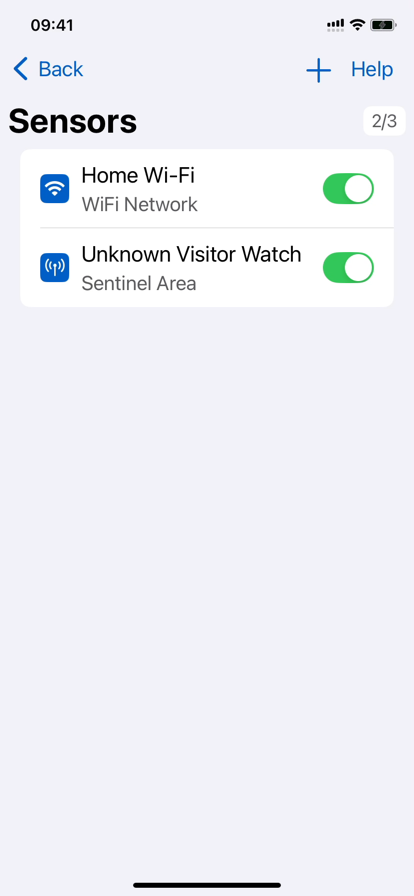 09:41
Back
Help
Sensors
2/3
Home Wi-Fi
WiFi Network
Unknown Visitor Watch
Sentinel Area